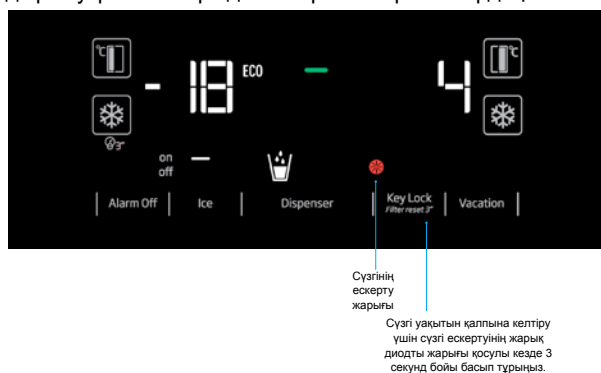 °C
°C
- 18
ECO
4
3"
on
off
Alarm Off
Ice
Dispenser
Key Lock
Filter reset 3"
Vacation
Сүзгінің
ескерту
жарығы
Сүзгі уақытын қалпына келтіру
үшін сүзгі ескертуінің жарық
диодты жарығы қосулы кезде 3
секунд бойы басып тұрыңыз.